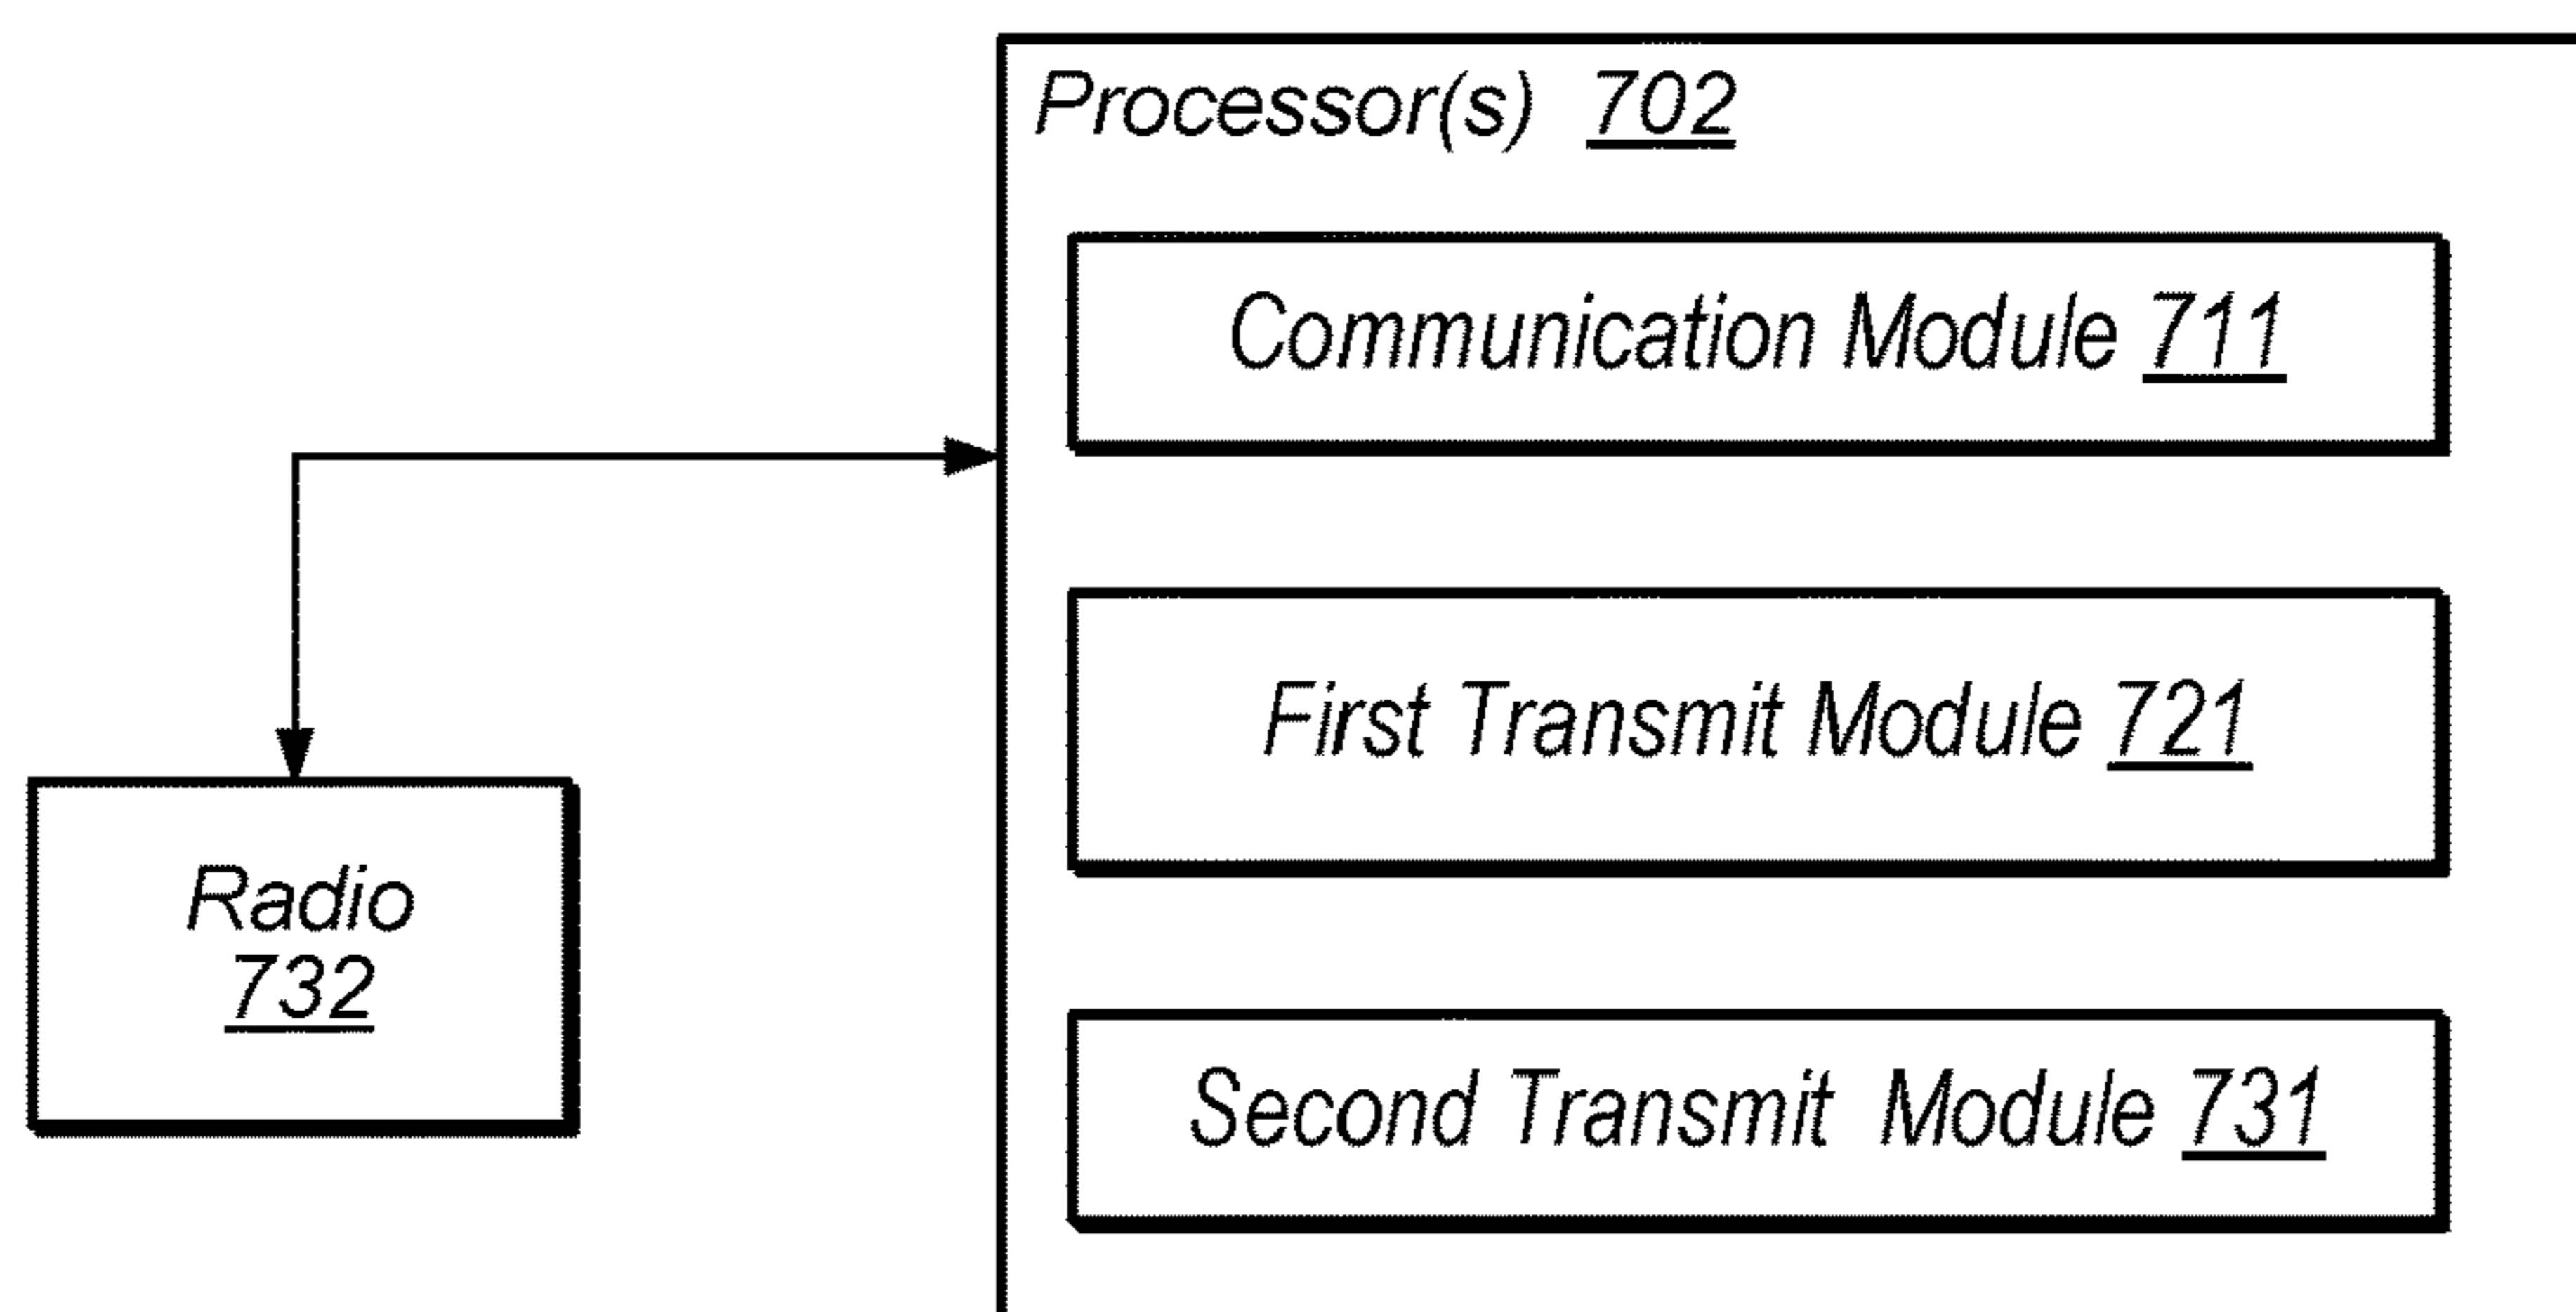 Processor(s) 702
Communication Module 711
First Transmit Module 721
Radio
732
Second Transmit Module 731